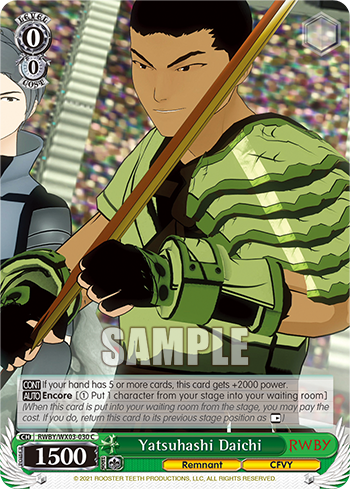 LEVEL
0
0
COST
SAMPLE
CONT If your hand has 5 or more cards, this card gets +2000 power.
AUTO Encore [① Put 1 character from your stage into your waiting room]
(When this card is put into your waiting room from the stage, you may pay the
cost. If you do, return this card to its previous stage position as
CH RWBY/WX03-030 C
POWER 1500
Yatsuhashi Daichi
RWBY
Remnant CFVY
© 2021 ROOSTER TEETH PRODUCTIONS, LLC, ALL RIGHTS RESERVED.